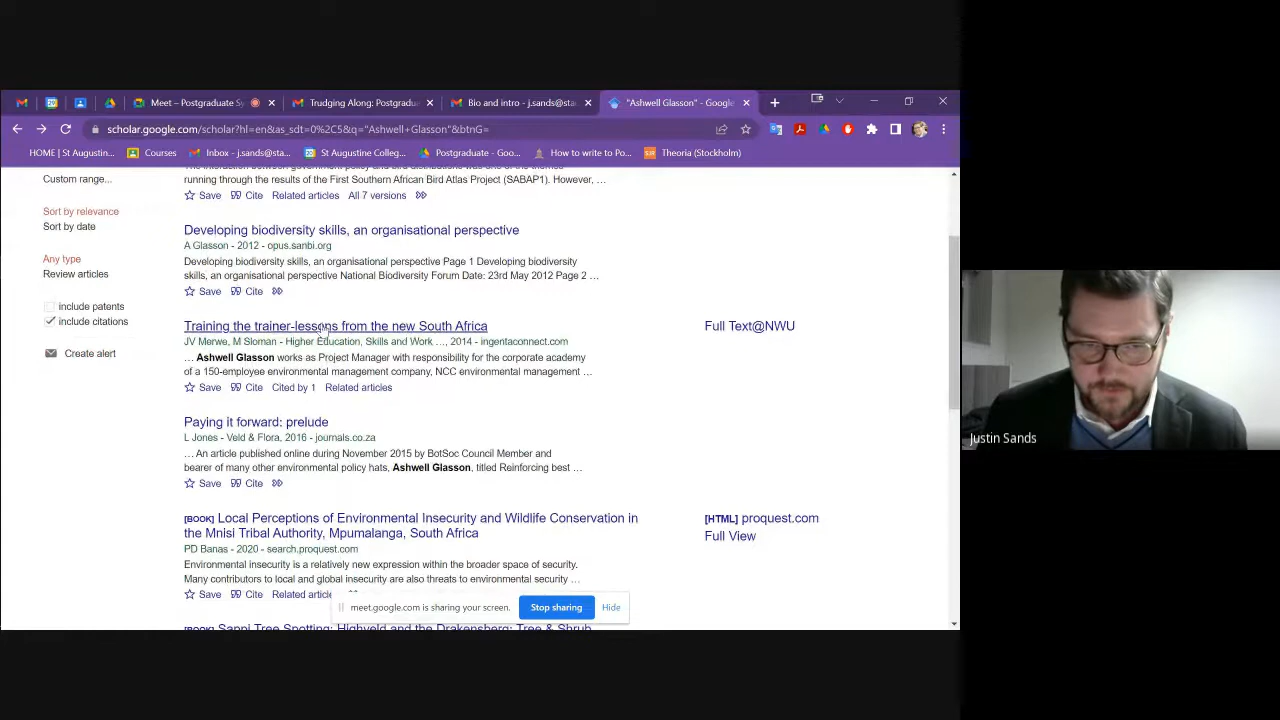 Meet – Postgraduate Sy
Trudging Along: Postgradu
Bio and intro - j.sands@sta
"Ashwell Glasson" - Google
scholar.google.com/scholar?hl=en&as_sdt=0%2C5&q="Ashwell+Glasson"&btnG=
HOME | St Augustin...
Courses
Inbox - j.sands@sta...
St Augustine Colleg...
Postgraduate - Goo...
How to write to Po...
Theoria (Stockholm)
Custom range...
Sort by relevance
Sort by date
Any type
Review articles
include patents
include citations
Create alert
running through the results of the First Southern African Bird Atlas Project (SABAP1). However, ...
Save Cite Related articles All 7 versions
Developing biodiversity skills, an organisational perspective
A Glasson - 2012 - opus.sanbi.org
Developing biodiversity skills, an organisational perspective Page 1 Developing biodiversity
skills, an organisational perspective National Biodiversity Forum Date: 23rd May 2012 Page 2 ...
Save Cite
Training the trainer-lessons from the new South Africa
Full Text@NWU
JV Merwe, M Sloman - Higher Education, Skills and Work ..., 2014 - ingentaconnect.com
... Ashwell Glasson works as Project Manager with responsibility for the corporate academy
of a 150-employee environmental management company, NCC environmental management ...
Save Cite Cited by 1 Related articles
Paying it forward: prelude
L Jones - Veld & Flora, 2016 - journals.co.za
... An article published online during November 2015 by BotSoc Council Member and
bearer of many other environmental policy hats, Ashwell Glasson, titled Reinforcing best ...
Save Cite
[BOOK] Local Perceptions of Environmental Insecurity and Wildlife Conservation in
the Mnisi Tribal Authority, Mpumalanga, South Africa
[HTML] proquest.com
Full View
PD Banas - 2020 - search.proquest.com
Environmental insecurity is a relatively new expression within the broader space of security.
Many contributors to local and global insecurity are also threats to environmental security ...
Save Cite Related article
meet.google.com is sharing your screen.
Stop sharing
Hide
[BOOK] Sappi Tree Spotting: Highveld and the Drakensberg: Tree & Shrub
Justin Sands